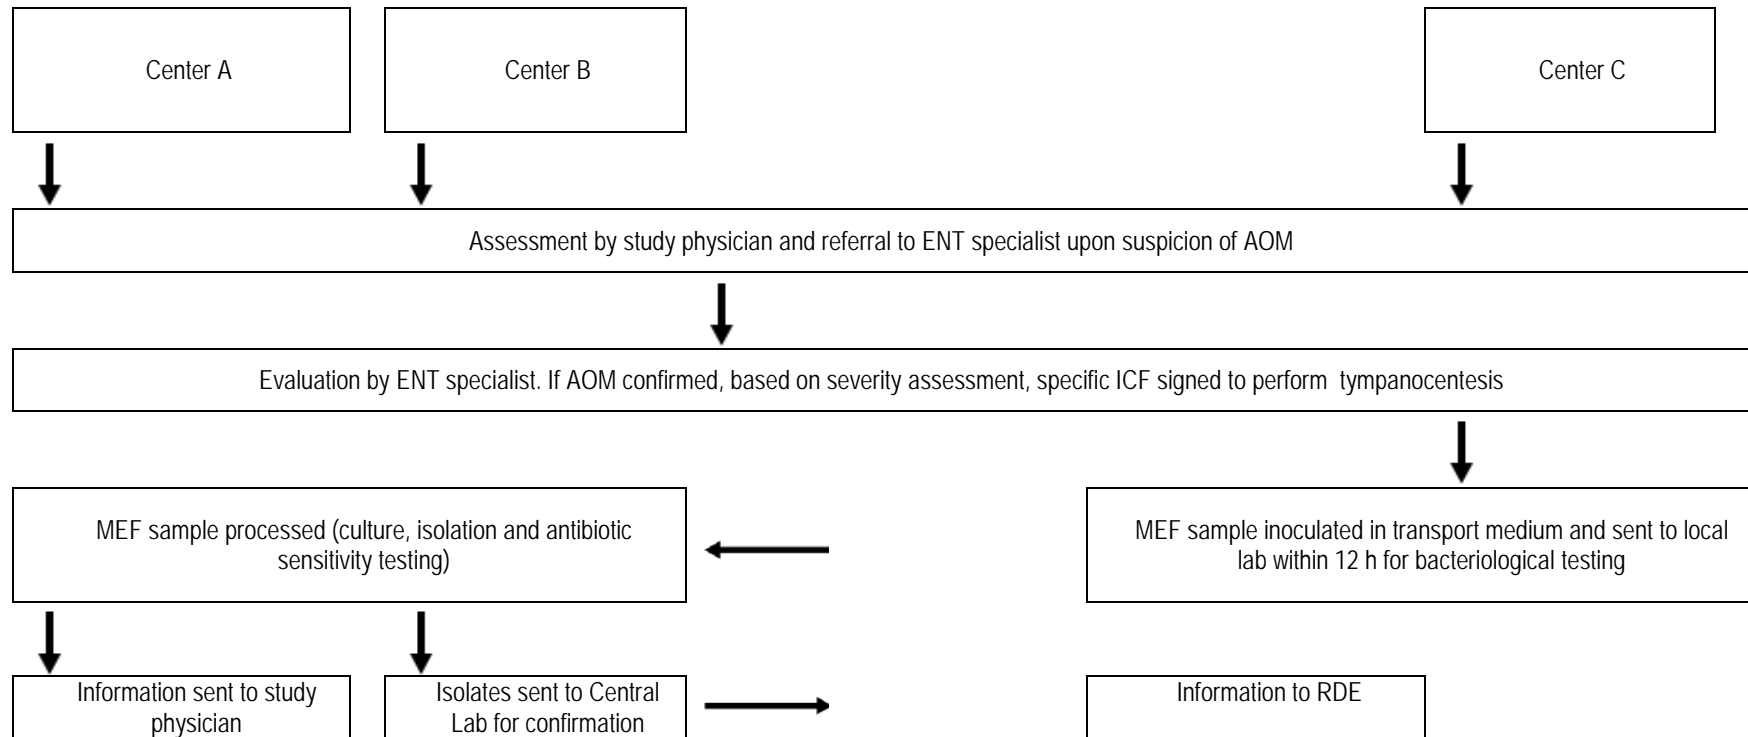 Center A
Center B
Center C
Assessment by study physician and referral to ENT specialist upon suspicion of AOM
Evaluation by ENT specialist. If AOM confirmed, based on severity assessment, specific ICF signed to perform tympanocentesis
MEF sample processed (culture, isolation and antibiotic
sensitivity testing)
MEF sample inoculated in transport medium and sent to local
lab within 12 h for bacteriological testing
Information sent to study
physician
Isolates sent to Central
Lab for confirmation
Information to RDE